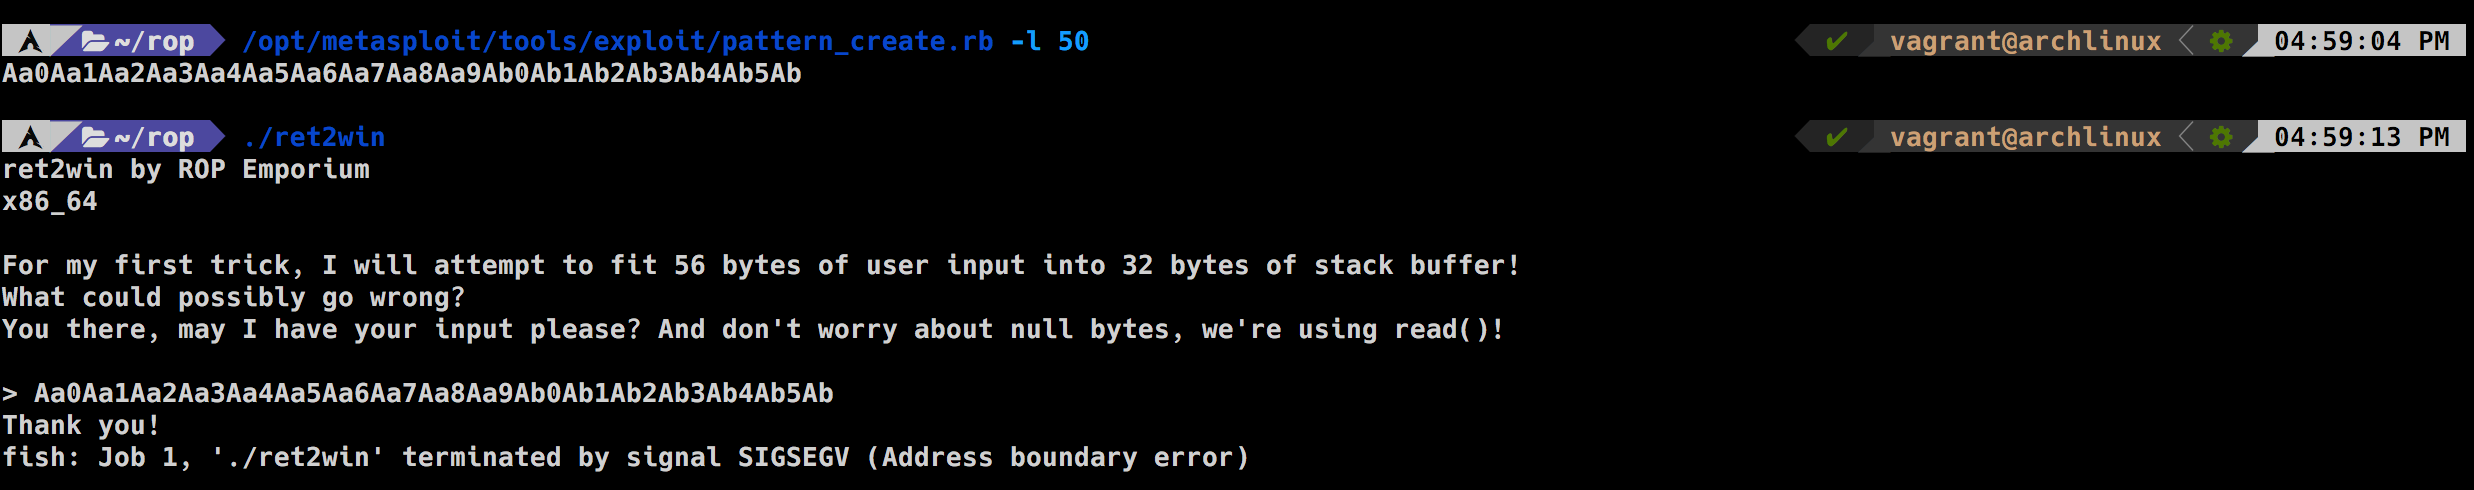 ~/rop /opt/metasploit/tools/exploit/pattern_create.rb -l 50 ✔ vagrant@archlinux 04:59:04 PM
Aa0Aa1Aa2Aa3Aa4Aa5Aa6Aa7Aa8Aa9Ab0Ab1Ab2Ab3Ab4Ab5Ab
~/rop ./ret2win ✔ vagrant@archlinux 04:59:13 PM
ret2win by ROP Emporium
x86_64
For my first trick, I will attempt to fit 56 bytes of user input into 32 bytes of stack buffer!
What could possibly go wrong?
You there, may I have your input please? And don't worry about null bytes, we're using read()!
> Aa0Aa1Aa2Aa3Aa4Aa5Aa6Aa7Aa8Aa9Ab0Ab1Ab2Ab3Ab4Ab5Ab
Thank you!
fish: Job 1, './ret2win' terminated by signal SIGSEGV (Address boundary error)